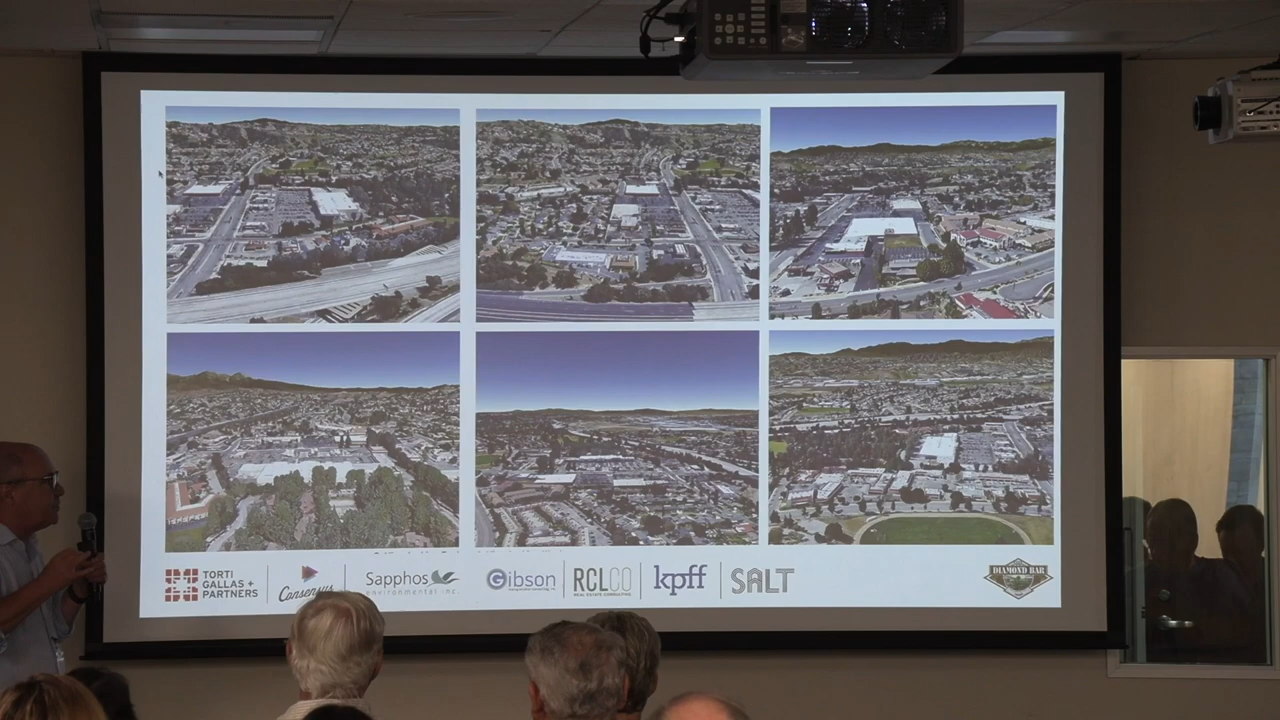 TORTI
GALLAS +
PARTNERS
Consensus
Sapphos
environmental inc.
Gibson
RCLCO
REAL ESTATE CONSULTING
kpff
SALT
DIAMOND BAR